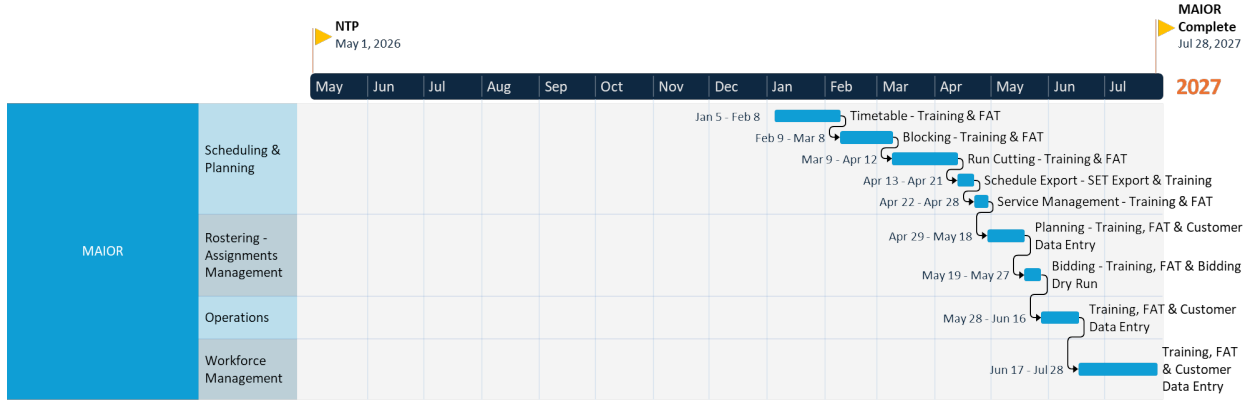 NTP
May 1, 2026
MAIOR
Complete
Jul 28, 2027
May Jun Jul Aug Sep Oct Nov Dec Jan Feb Mar Apr May Jun Jul 2027
MAIOR
Scheduling &
Planning
Jan 5 - Feb 8 Timetable - Training & FAT
Feb 9 - Mar 8 Blocking - Training & FAT
Mar 9 - Apr 12 Run Cutting - Training & FAT
Apr 13 - Apr 21 Schedule Export - SET Export & Training
Apr 22 - Apr 28 Service Management - Training & FAT
Rostering -
Assignments
Management
Apr 29 - May 18 Planning - Training, FAT & Customer
Data Entry
May 19 - May 27 Bidding - Training, FAT & Bidding
Dry Run
Operations
May 28 - Jun 16 Training, FAT & Customer
Data Entry
Workforce
Management
Jun 17 - Jul 28 Training, FAT
& Customer
Data Entry